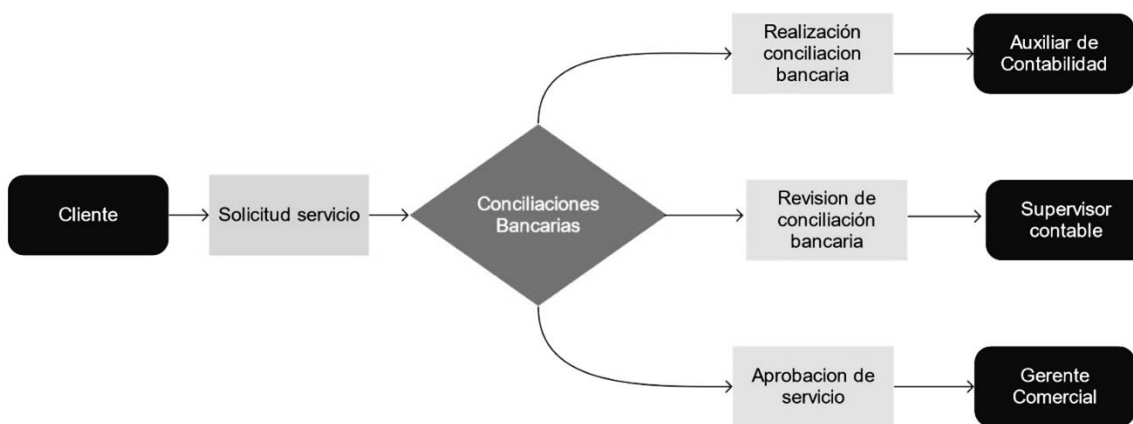 Realización
conciliacion
bancaria
Auxiliar de
Contabilidad
Cliente
Solicitud servicio
Conciliaciones
Bancarias
Revision de
conciliación
bancaria
Supervisor
contable
Aprobacion de
servicio
Gerente
Comercial